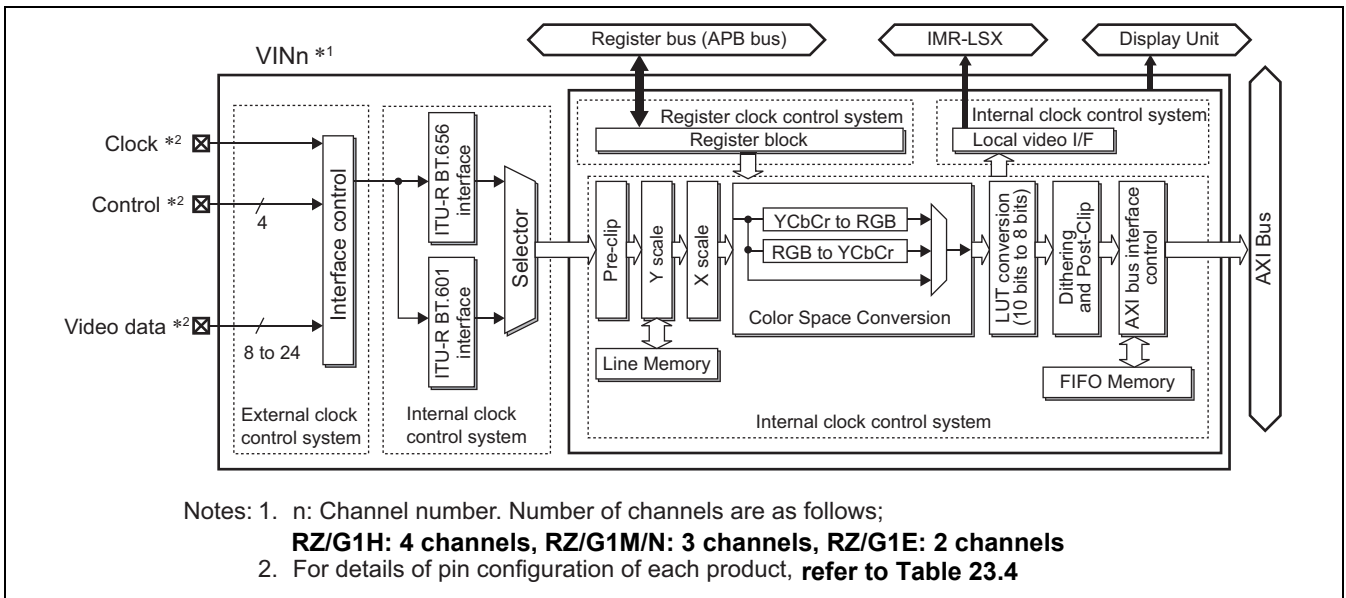 Register bus (APB bus)
IMR-LSX
Display Unit
VINn *1
Clock *2
Control *2
4
Video data *2
8 to 24
Interface control
External clock
control system
ITU-R BT.656
interface
ITU-R BT.601
interface
Selector
Internal clock
control system
Register clock control system
Register block
Internal clock control system
Local video I/F
Pre-clip
Y scale
X scale
Line Memory
YCbCr to RGB
RGB to YCbCr
Color Space Conversion
LUT conversion
(10 bits to 8 bits)
Dithering
and Post-Clip
AXI bus interface
control
FIFO Memory
Internal clock control system
AXI Bus
Notes: 1. n: Channel number. Number of channels are as follows;
RZ/G1H: 4 channels, RZ/G1M/N: 3 channels, RZ/G1E: 2 channels
2. For details of pin configuration of each product, refer to Table 23.4